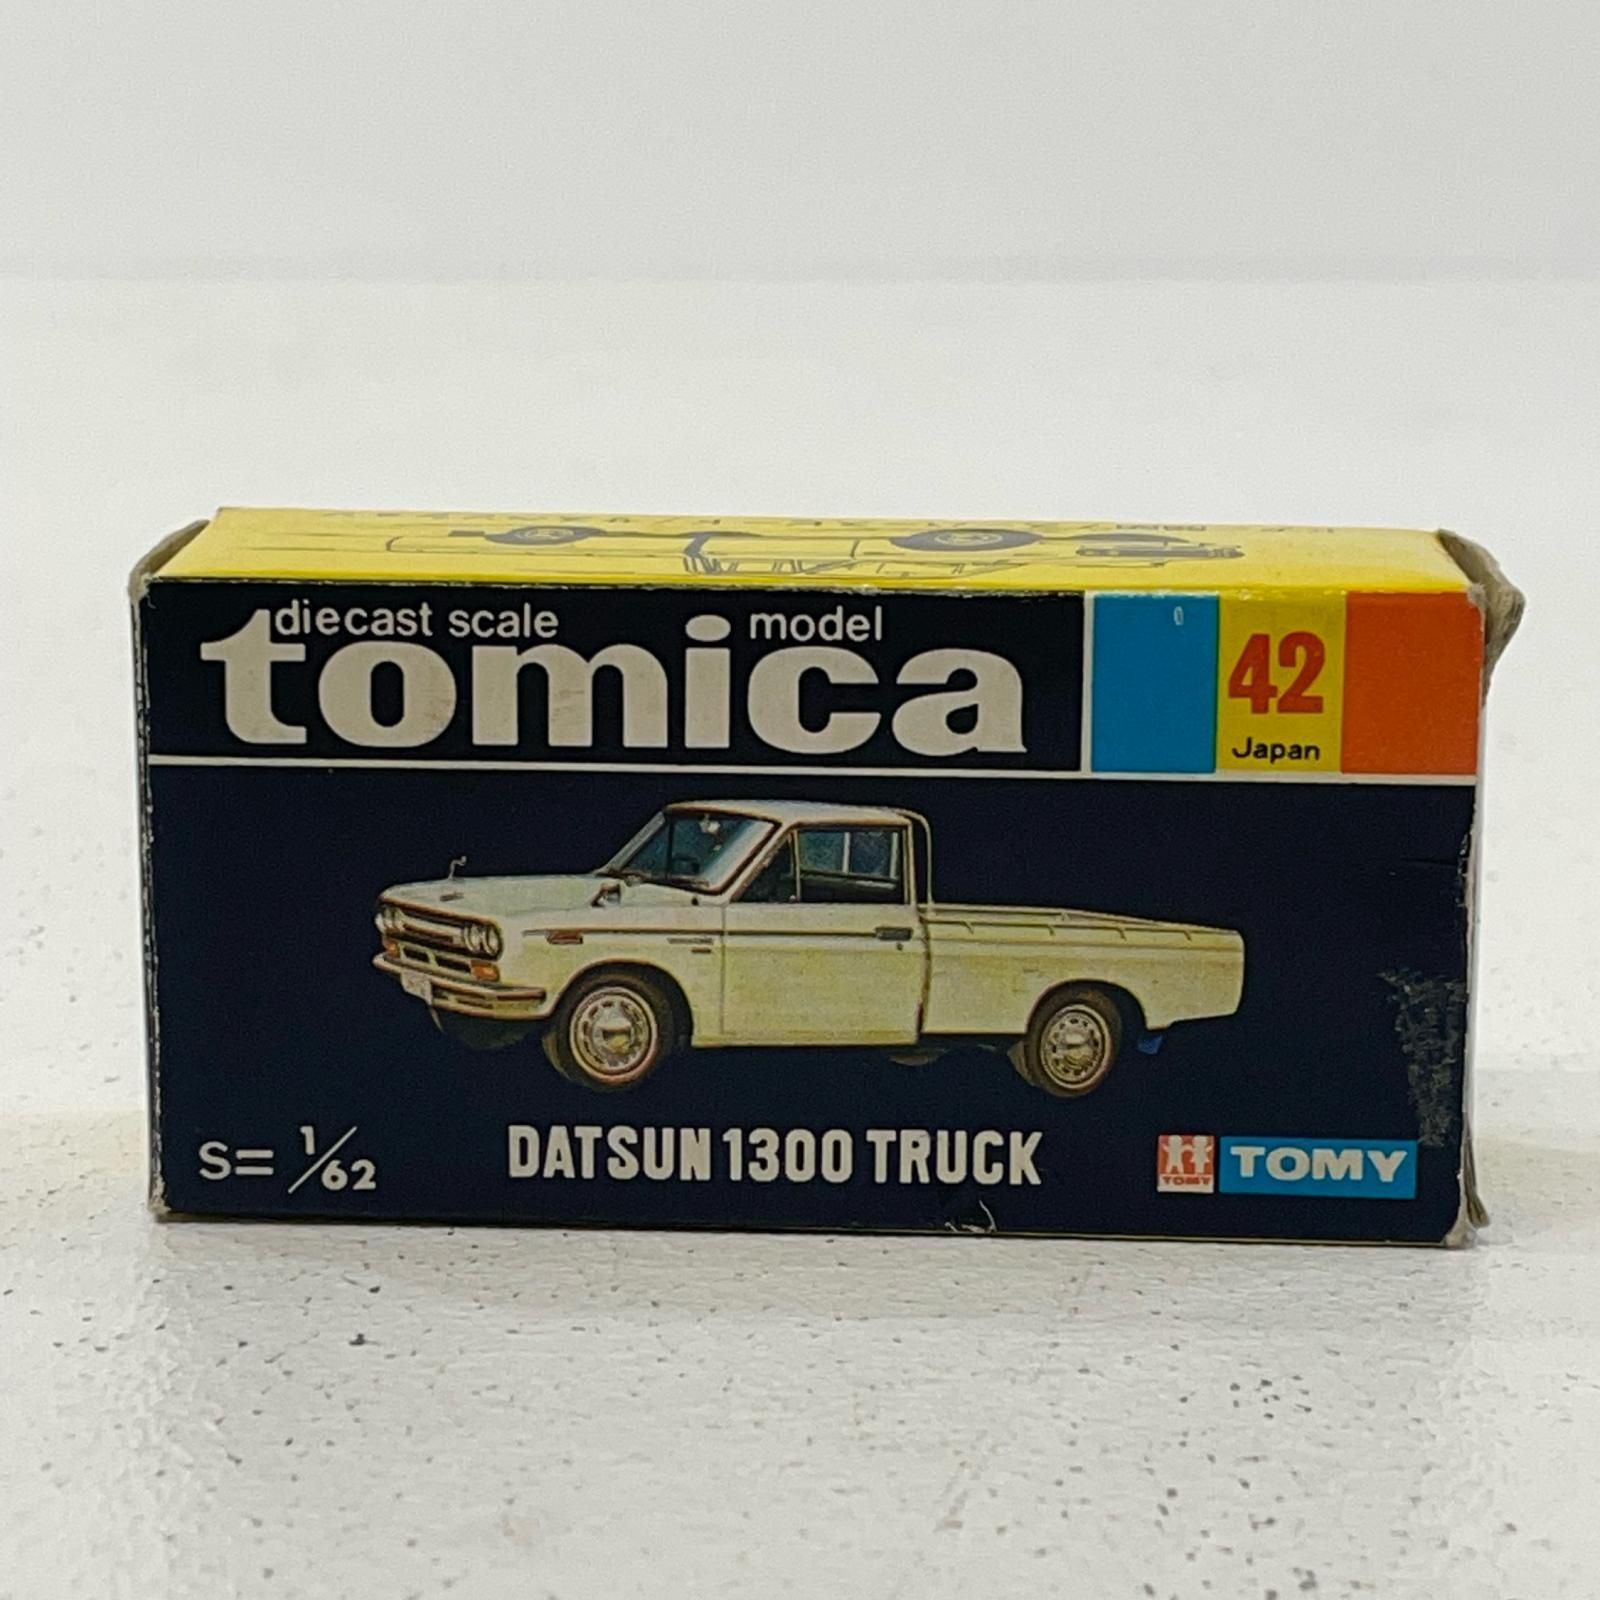 diecast scale model
tomica
42
Japan
S= 1/62
DATSUN 1300 TRUCK
TOMY
TOMY